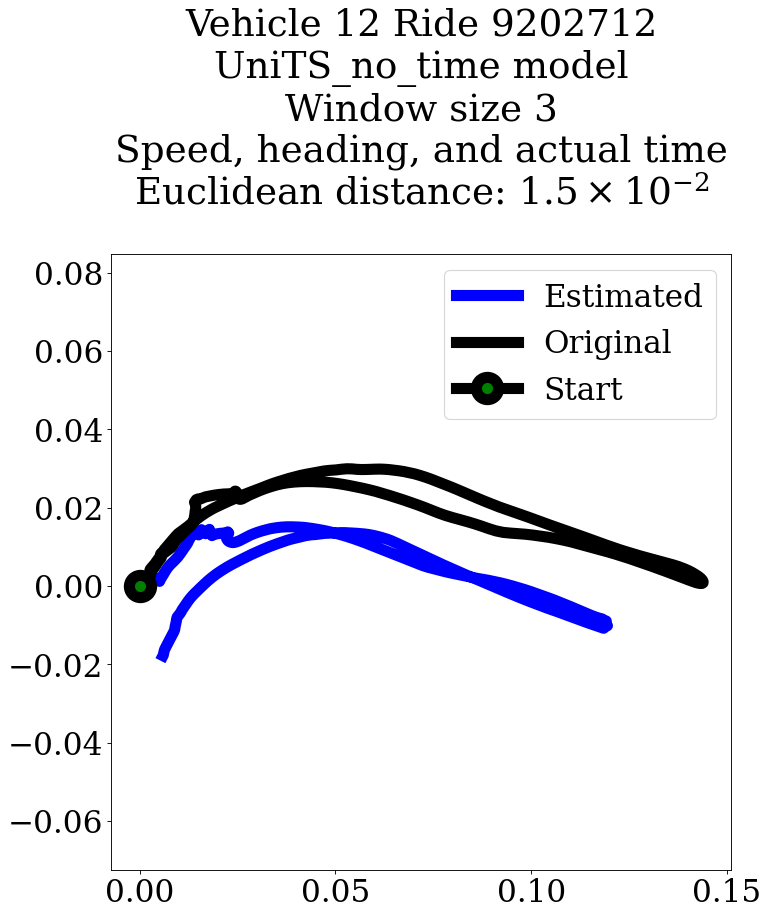 Vehicle 12 Ride 9202712
UniTS_no_time model
Window size 3
Speed, heading, and actual time
Euclidean distance: 1.5 × 10⁻²
Estimated
Original
Start
0.08
0.06
0.04
0.02
0.00
−0.02
−0.04
−0.06
0.00 0.05 0.10 0.15